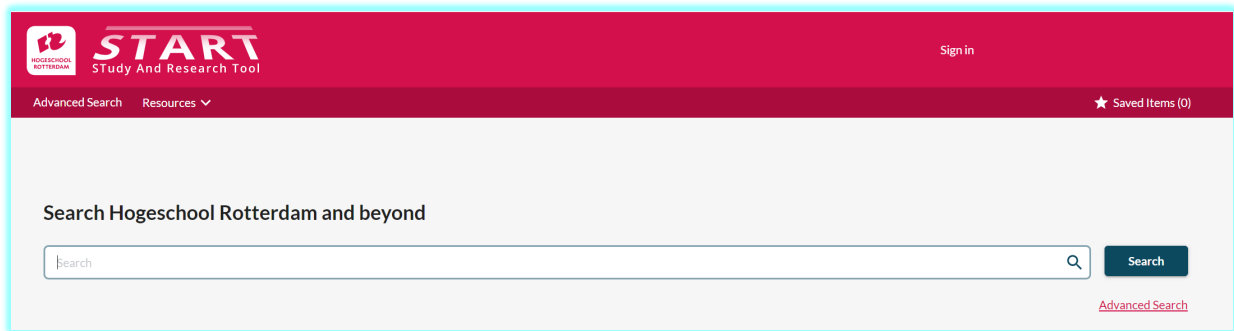 HOGESCHOOL
ROTTERDAM
START
STudy And Research Tool
Sign in
Advanced Search Resources
Saved Items (0)
Search Hogeschool Rotterdam and beyond
Search
Search
Advanced Search